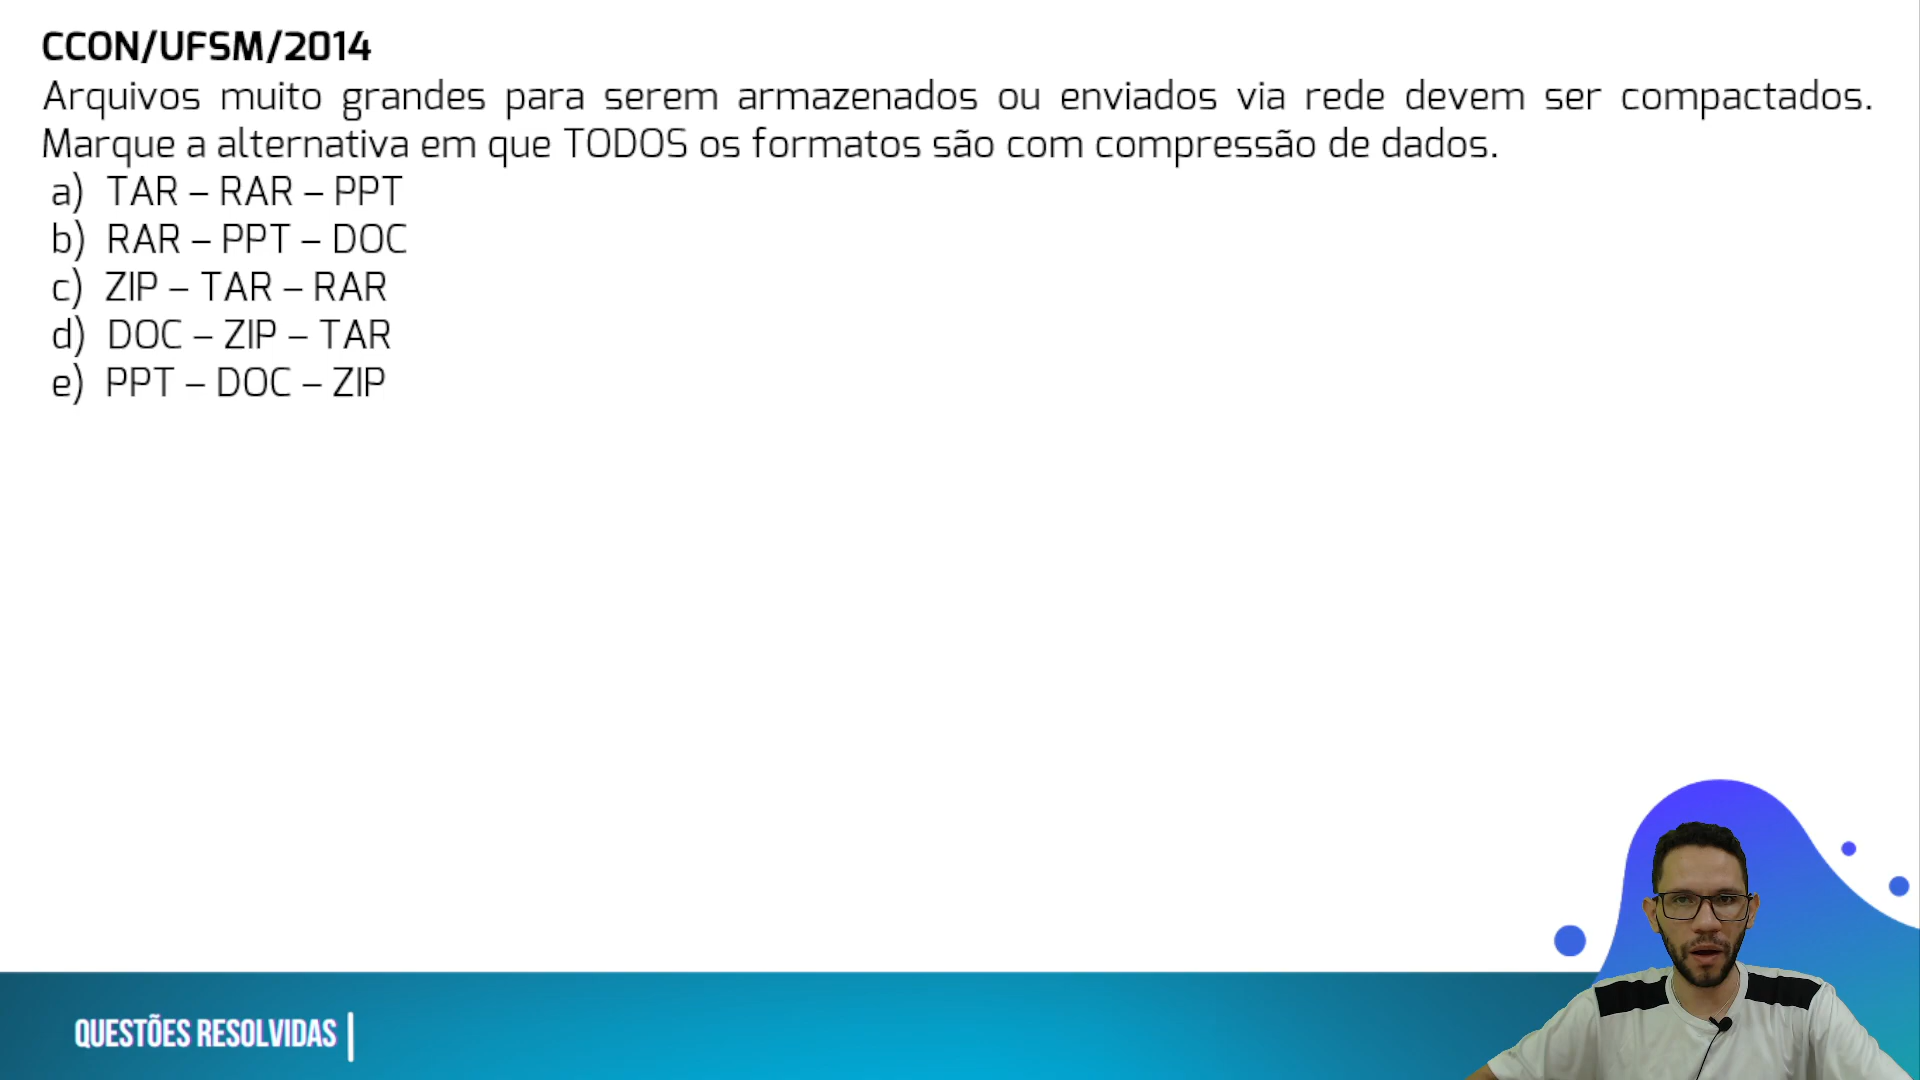 CCON/UFSM/2014
Arquivos muito grandes para serem armazenados ou enviados via rede devem ser compactados.
Marque a alternativa em que TODOS os formatos são com compressão de dados.
a) TAR – RAR – PPT
b) RAR – PPT – DOC
c) ZIP – TAR – RAR
d) DOC – ZIP – TAR
e) PPT – DOC – ZIP
QUESTÕES RESOLVIDAS |